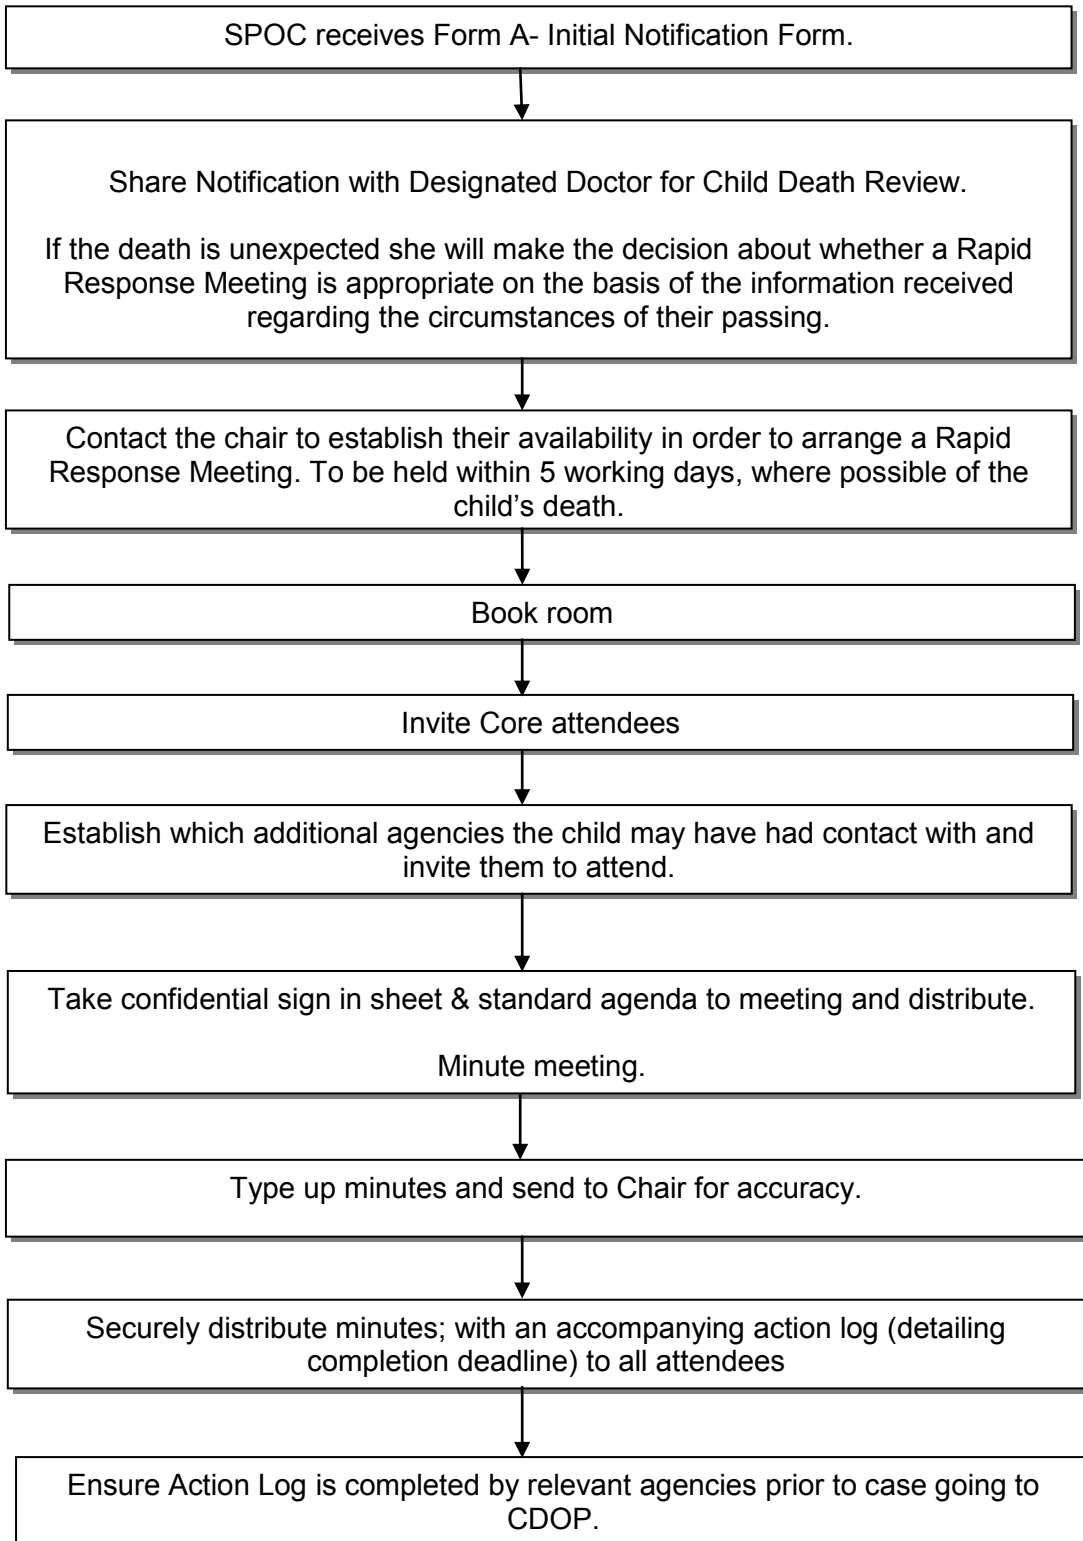 SPOC receives Form A- Initial Notification Form.
Share Notification with Designated Doctor for Child Death Review.
If the death is unexpected she will make the decision about whether a Rapid
Response Meeting is appropriate on the basis of the information received
regarding the circumstances of their passing.
Contact the chair to establish their availability in order to arrange a Rapid
Response Meeting. To be held within 5 working days, where possible of the
child’s death.
Book room
Invite Core attendees
Establish which additional agencies the child may have had contact with and
invite them to attend.
Take confidential sign in sheet & standard agenda to meeting and distribute.
Minute meeting.
Type up minutes and send to Chair for accuracy.
Securely distribute minutes; with an accompanying action log (detailing
completion deadline) to all attendees
Ensure Action Log is completed by relevant agencies prior to case going to
CDOP.